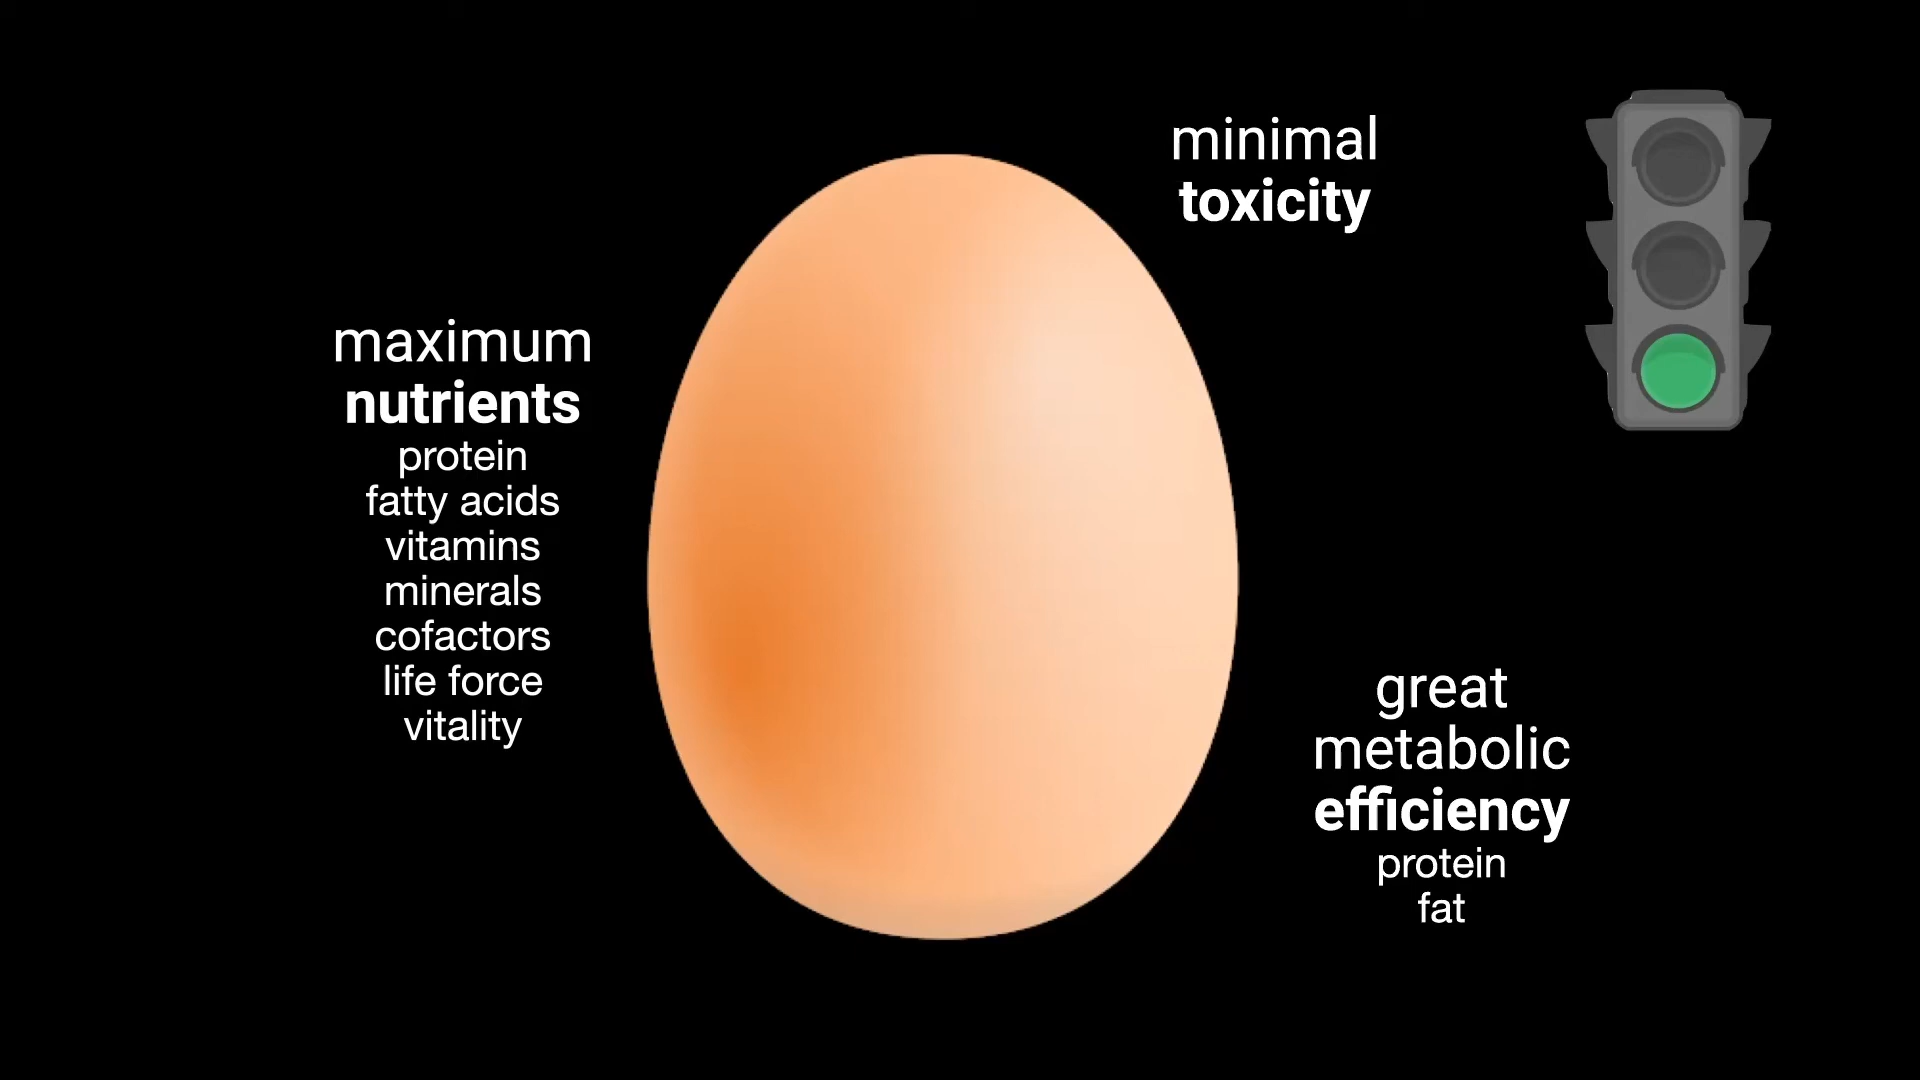 minimal
toxicity
maximum
nutrients
protein
fatty acids
vitamins
minerals
cofactors
life force
vitality
great
metabolic
efficiency
protein
fat